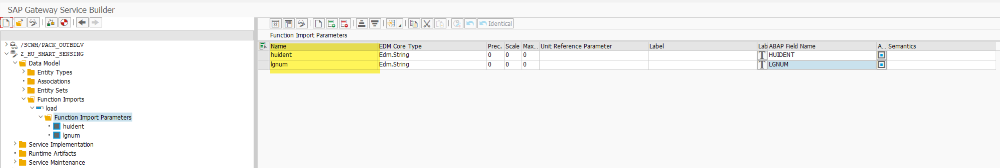 SAP Gateway Service Builder
Identical
/SCWM/PACK_OUTBDLV
Z_HU_SMART_SENSING
Data Model
Entity Types
Associations
Entity Sets
Function Imports
load
Function Import Parameters
huident
lgnum
Service Implementation
Runtime Artifacts
Service Maintenance
Function Import Parameters
Name EDM Core Type Prec. Scale Max... Unit Reference Parameter Label Lab ABAP Field Name A... Semantics
huident Edm.String 0 0 0 T HUIDENT
lgnum Edm.String 0 0 0 T LGNUM